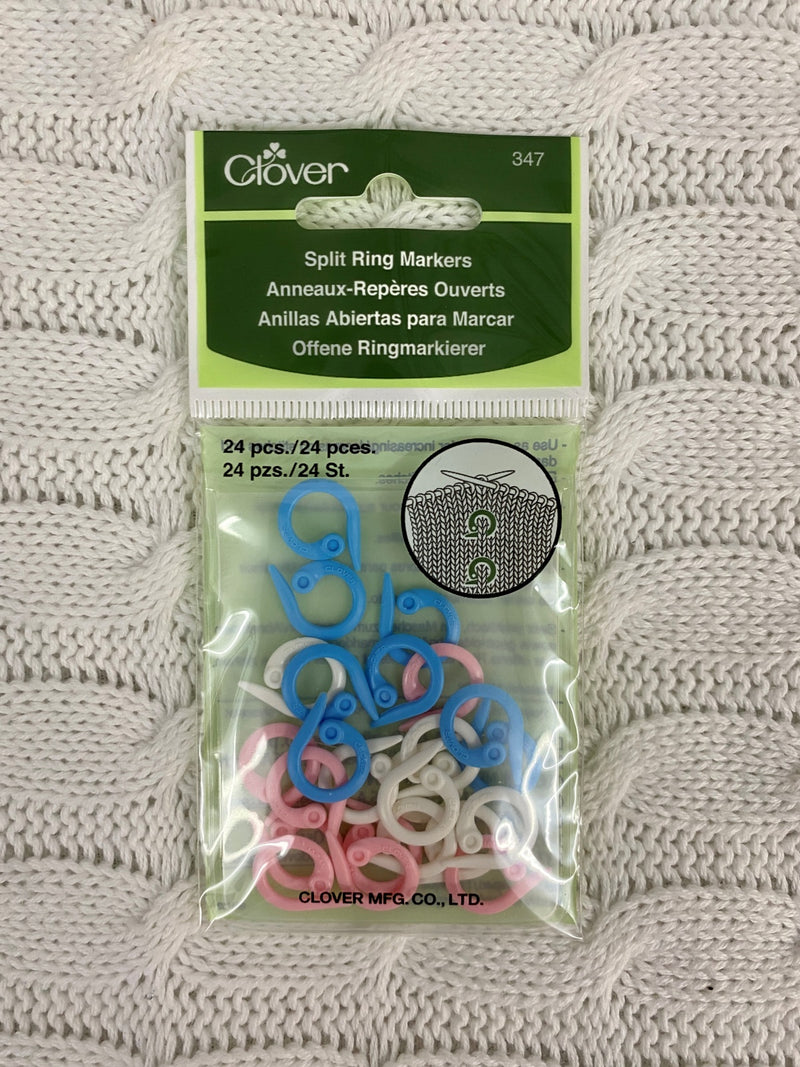 Clover
347
Split Ring Markers
Anneaux-Repères Ouverts
Anillas Abiertas para Marcar
Offene Ringmarkierer
24 pcs./24 pces.
24 pzs./24 St.
CLOVER
CLOVER MFG. CO., LTD.